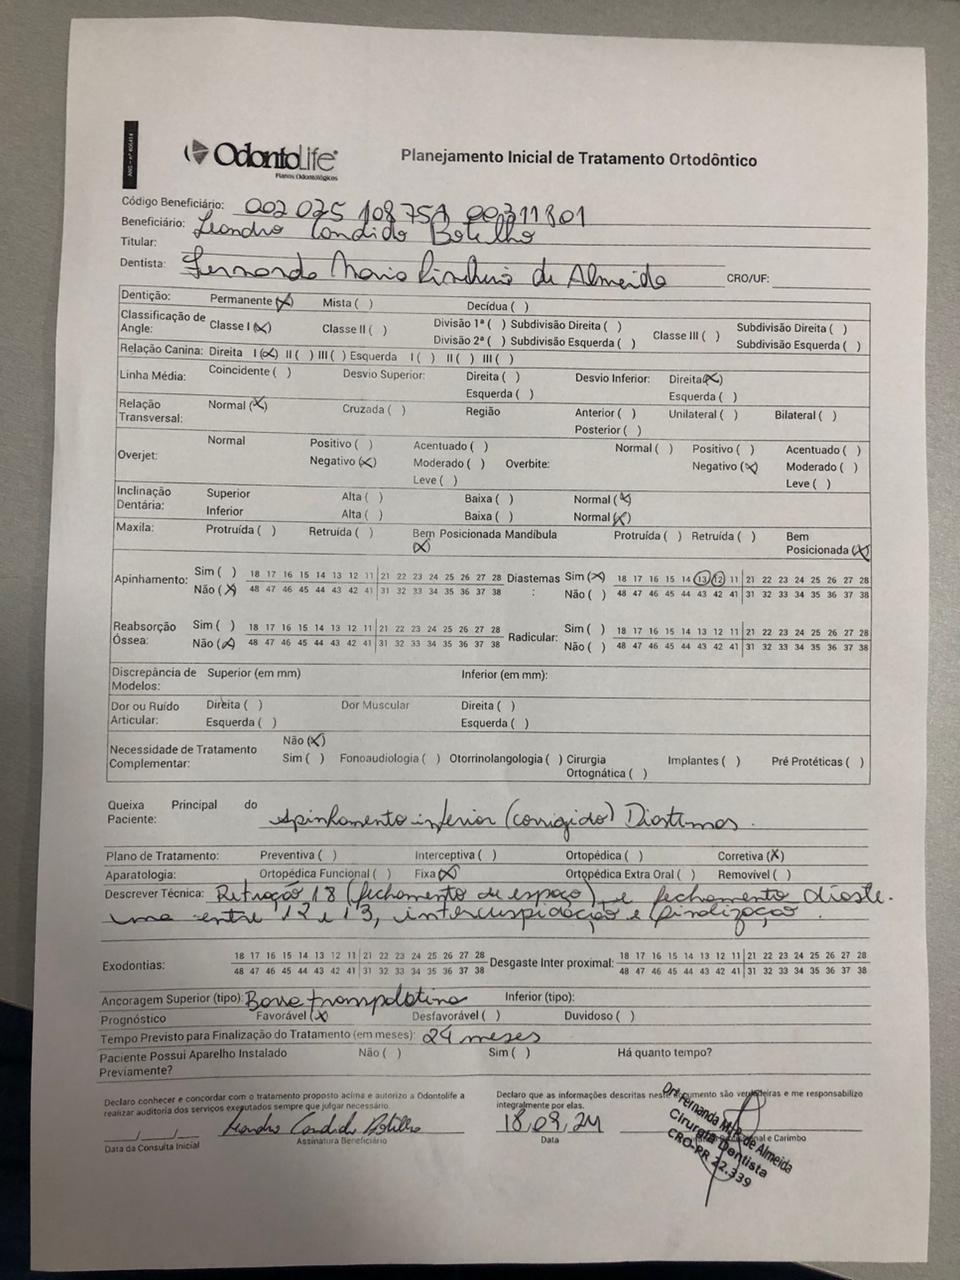 ANS - nº 406414
OdontoLife
Planos Odontológicos
Planejamento Inicial de Tratamento Ortodôntico
Código Beneficiário: 002 025 10875A 00311801
Beneficiário: Leandro Candido Botelho
Titular:
Dentista: Fernanda Maria de Almeida CRO/UF:
Dentição: Permanente (X) Mista ( ) Decídua ( )
Classificação de Angle: Classe I (X) Classe II ( ) Divisão 1ª ( ) Subdivisão Direita ( ) Classe III ( ) Subdivisão Direita ( )
Divisão 2ª ( ) Subdivisão Esquerda ( ) Subdivisão Esquerda ( )
Relação Canina: Direita I (X) II ( ) III ( ) Esquerda I ( ) II ( ) III ( )
Linha Média: Coincidente ( ) Desvio Superior: Direita ( ) Desvio Inferior: Direita (X)
Esquerda ( ) Esquerda ( )
Relação Transversal: Normal (X) Cruzada ( ) Região Anterior ( ) Unilateral ( ) Bilateral ( )
Posterior ( )
Overjet: Normal Positivo ( ) Acentuado ( ) Overbite: Normal ( ) Positivo ( ) Acentuado ( )
Negativo (X) Moderado ( ) Negativo (X) Moderado ( )
Leve ( ) Leve ( )
Inclinação Dentária: Superior Alta ( ) Baixa ( ) Normal (X)
Inferior Alta ( ) Baixa ( ) Normal (X)
Maxila: Protruída ( ) Retruída ( ) Bem Posicionada (X) Mandíbula Protruída ( ) Retruída ( ) Bem Posicionada (X)
Apinhamento: Sim ( ) 18 17 16 15 14 13 12 11 21 22 23 24 25 26 27 28 Diastemas : Sim (X) 18 17 16 15 14 13 12 11 21 22 23 24 25 26 27 28
Não (X) 48 47 46 45 44 43 42 41 31 32 33 34 35 36 37 38 Não ( ) 48 47 46 45 44 43 42 41 31 32 33 34 35 36 37 38
Reabsorção Óssea: Sim ( ) 18 17 16 15 14 13 12 11 21 22 23 24 25 26 27 28 Radicular: Sim ( ) 18 17 16 15 14 13 12 11 21 22 23 24 25 26 27 28
Não (X) 48 47 46 45 44 43 42 41 31 32 33 34 35 36 37 38 Não ( ) 48 47 46 45 44 43 42 41 31 32 33 34 35 36 37 38
Discrepância de Modelos: Superior (em mm) Inferior (em mm):
Dor ou Ruído Articular: Direita ( ) Dor Muscular Direita ( )
Esquerda ( ) Esquerda ( )
Necessidade de Tratamento Complementar: Não (X)
Sim ( ) Fonoaudiologia ( ) Otorrinolangologia ( ) Cirurgia Ortognática ( ) Implantes ( ) Pré Protéticas ( )
Queixa Principal do Paciente: Apinhamento inferior (corrigido) Diastemas.
Plano de Tratamento: Preventiva ( ) Interceptiva ( ) Ortopédica ( ) Corretiva (X)
Aparatologia: Ortopédica Funcional ( ) Fixa (X) Ortopédica Extra Oral ( ) Removível ( )
Descrever Técnica: Retração 18 (fechamento de espaço) e fechamento diaste-
ma entre 12 e 13, intercuspidação e finalização.
Exodontias: 18 17 16 15 14 13 12 11 21 22 23 24 25 26 27 28 Desgaste Inter proximal: 18 17 16 15 14 13 12 11 21 22 23 24 25 26 27 28
48 47 46 45 44 43 42 41 31 32 33 34 35 36 37 38 48 47 46 45 44 43 42 41 31 32 33 34 35 36 37 38
Ancoragem Superior (tipo): Barra transpalatina Inferior (tipo):
Prognóstico Favorável (X) Desfavorável ( ) Duvidoso ( )
Tempo Previsto para Finalização do Tratamento (em meses): 24 meses
Paciente Possui Aparelho Instalado Previamente? Não ( ) Sim ( ) Há quanto tempo?
Declaro conhecer e concordar com o tratamento proposto acima e autorizo a Odontolife a
realizar auditoria dos serviços executados sempre que julgar necessário.
Declaro que as informações descritas neste documento são verdadeiras e me responsabilizo
integralmente por elas.
__/__/__ Leandro Candido Botelho 18,09,24
Data da Consulta Inicial Assinatura Beneficiário Data e Carimbo
Dra. Fernanda M. P. de Almeida
Cirurgiã Dentista
CRO-PR 22.339